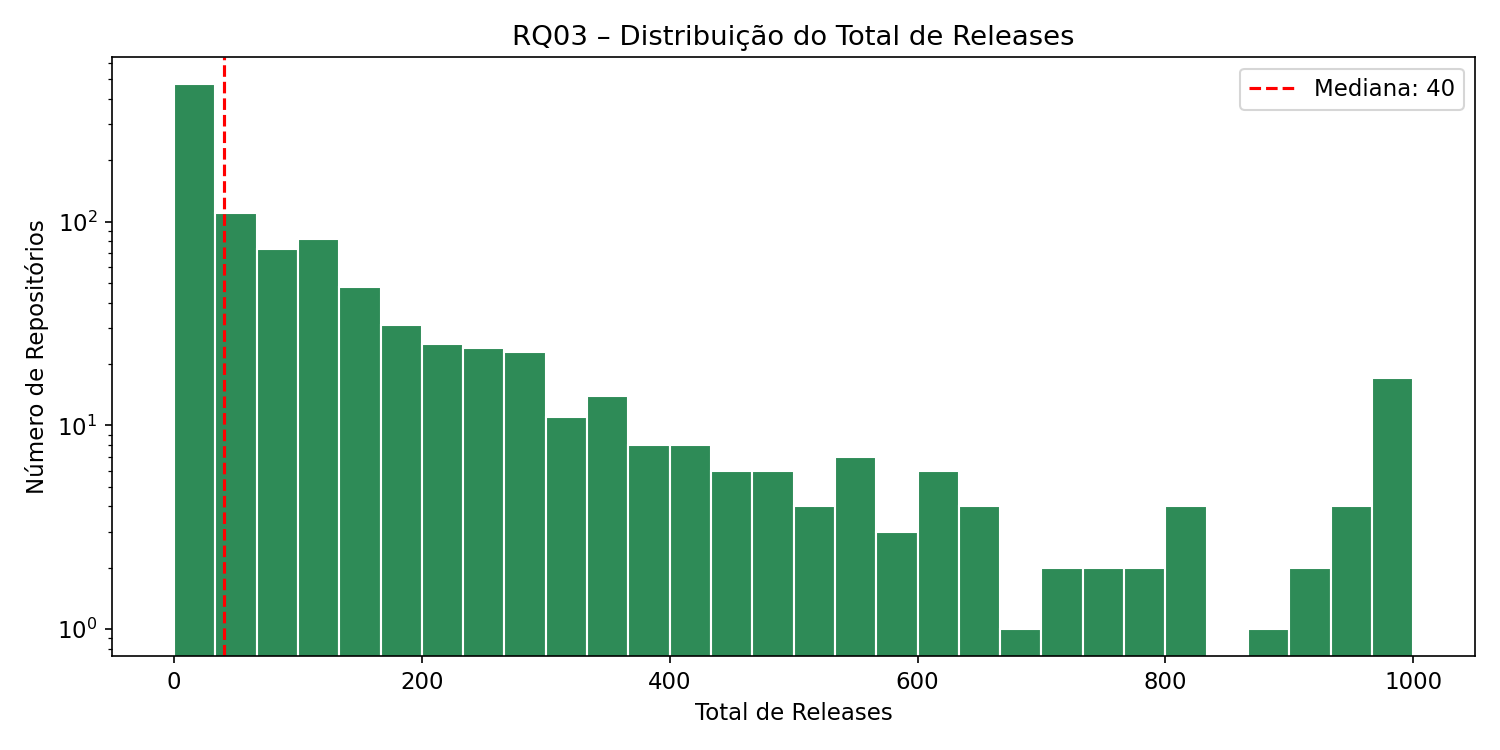 RQ03 – Distribuição do Total de Releases
Mediana: 40
Número de Repositórios
10²
10¹
10⁰
0 200 400 600 800 1000
Total de Releases